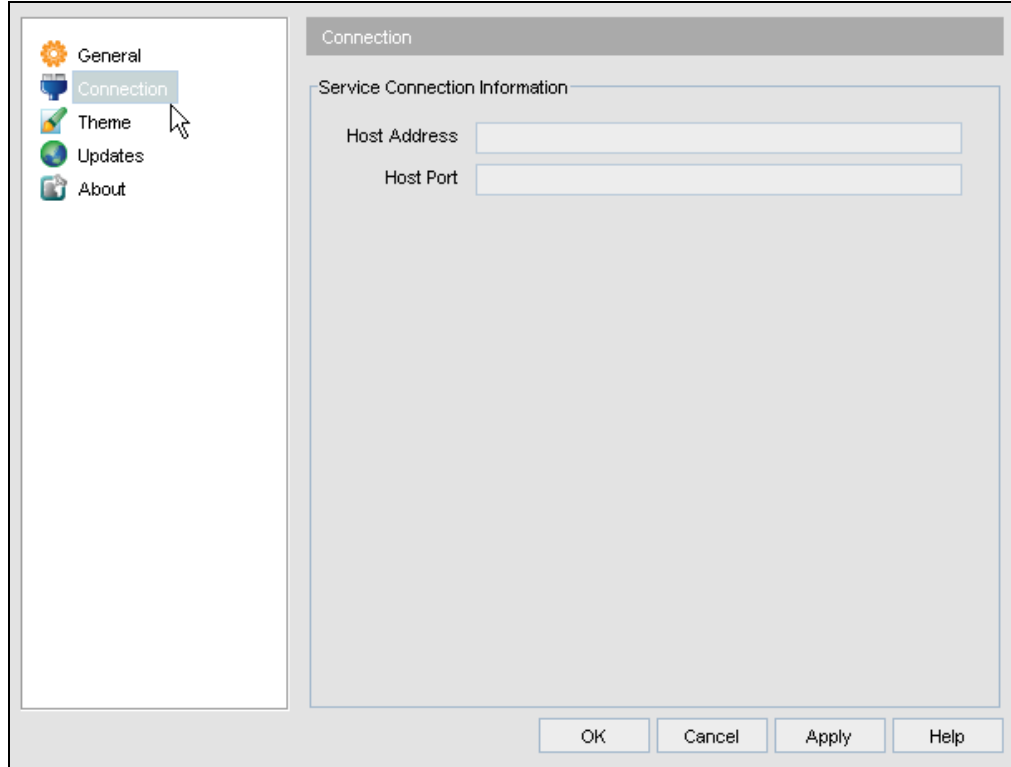 General
Connection
Theme
Updates
About
Connection
Service Connection Information
Host Address
Host Port
OK
Cancel
Apply
Help